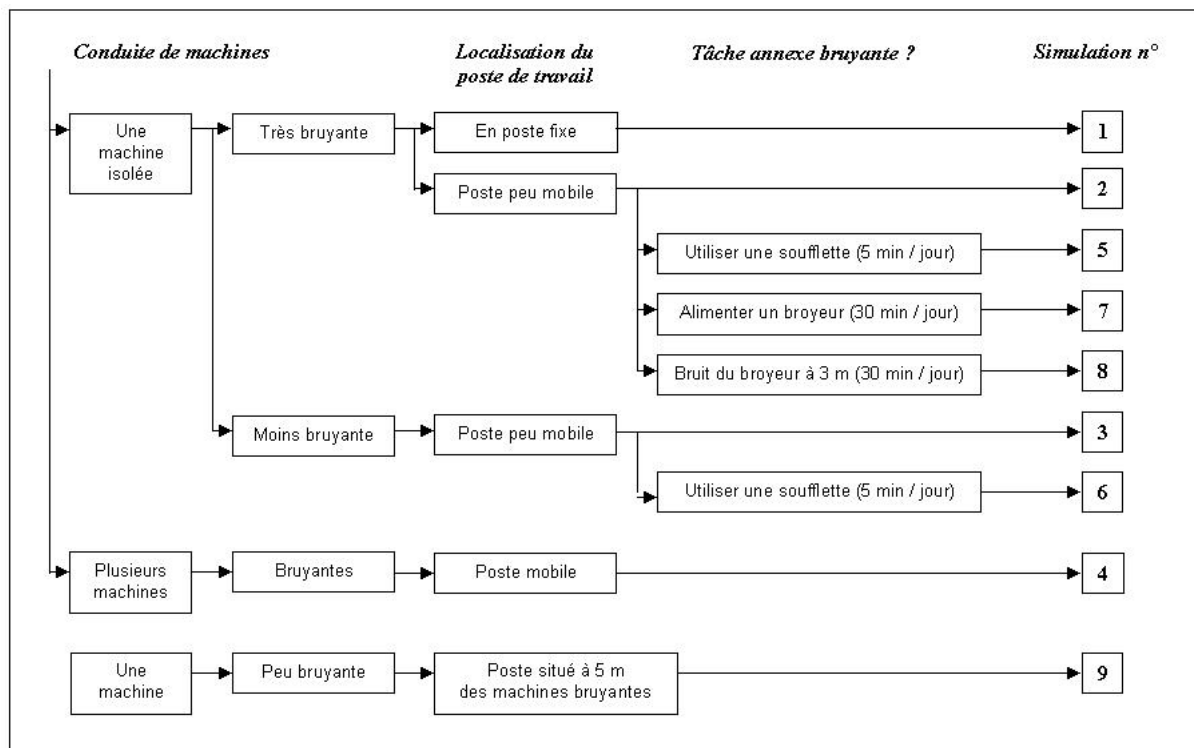 Conduite de machines
Localisation du
poste de travail
Tâche annexe bruyante ?
Simulation n°
Une
machine
isolée
Très bruyante
En poste fixe
1
Poste peu mobile
2
Utiliser une soufflette (5 min / jour)
5
Alimenter un broyeur (30 min / jour)
7
Bruit du broyeur à 3 m (30 min / jour)
8
Moins bruyante
Poste peu mobile
3
Utiliser une soufflette (5 min / jour)
6
Plusieurs
machines
Bruyantes
Poste mobile
4
Une
machine
Peu bruyante
Poste situé à 5 m
des machines bruyantes
9